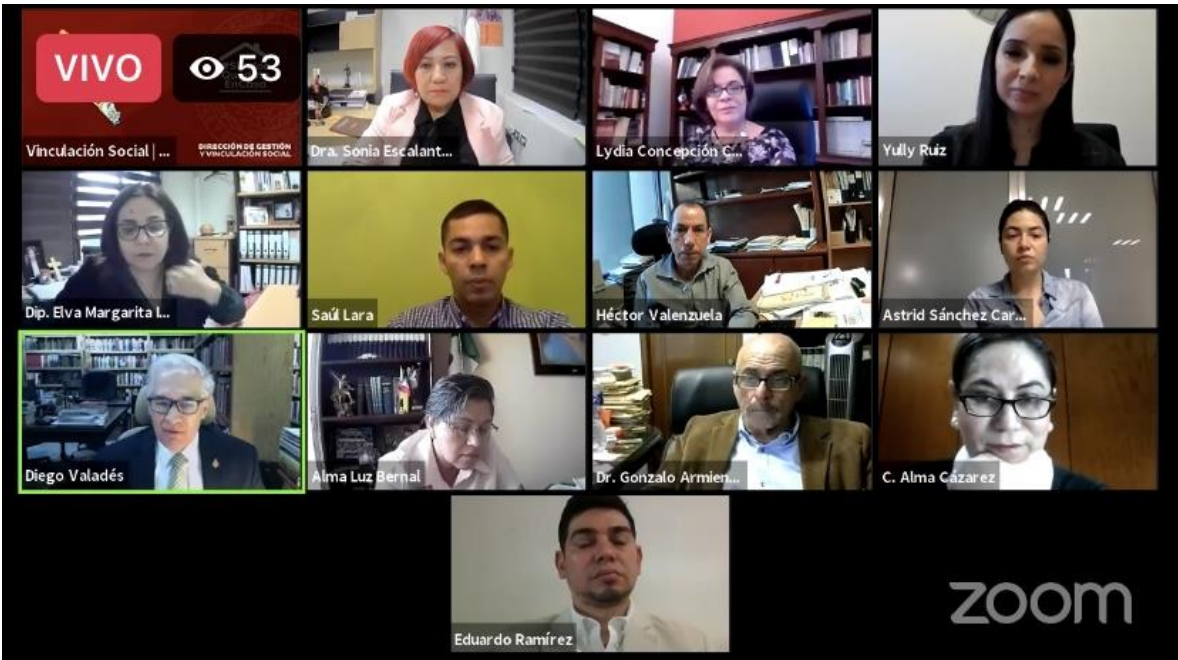 VIVO
53
DIRECCIÓN DE GESTIÓN
Y VINCULACIÓN SOCIAL
Vinculación Social | ...
Dra. Sonia Escalant...
Lydia Concepción C...
Yully Ruiz
Dip. Elva Margarita I...
Saúl Lara
Héctor Valenzuela
Astrid Sánchez Car...
Diego Valadés
Alma Luz Bernal
Dr. Gonzalo Armien...
C. Alma Cázarez
Eduardo Ramírez
zoom